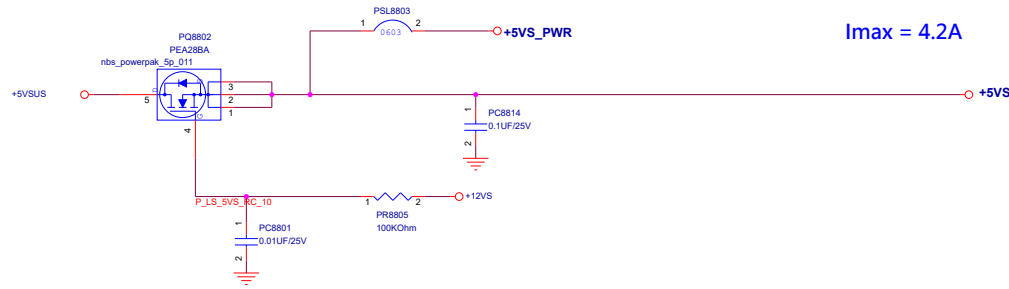 PSL8803
1 2
0603
+5VS_PWR
Imax = 4.2A
PQ8802
PEA28BA
nbs_powerpak_5p_011
+5VSUS
D
5
S
3
2
1
G
4
+5VS
1
PC8814
0.1UF/25V
2
P_LS_5VS_RC_10
1 2
+12VS
PR8805
100KOhm
1
PC8801
0.01UF/25V
2